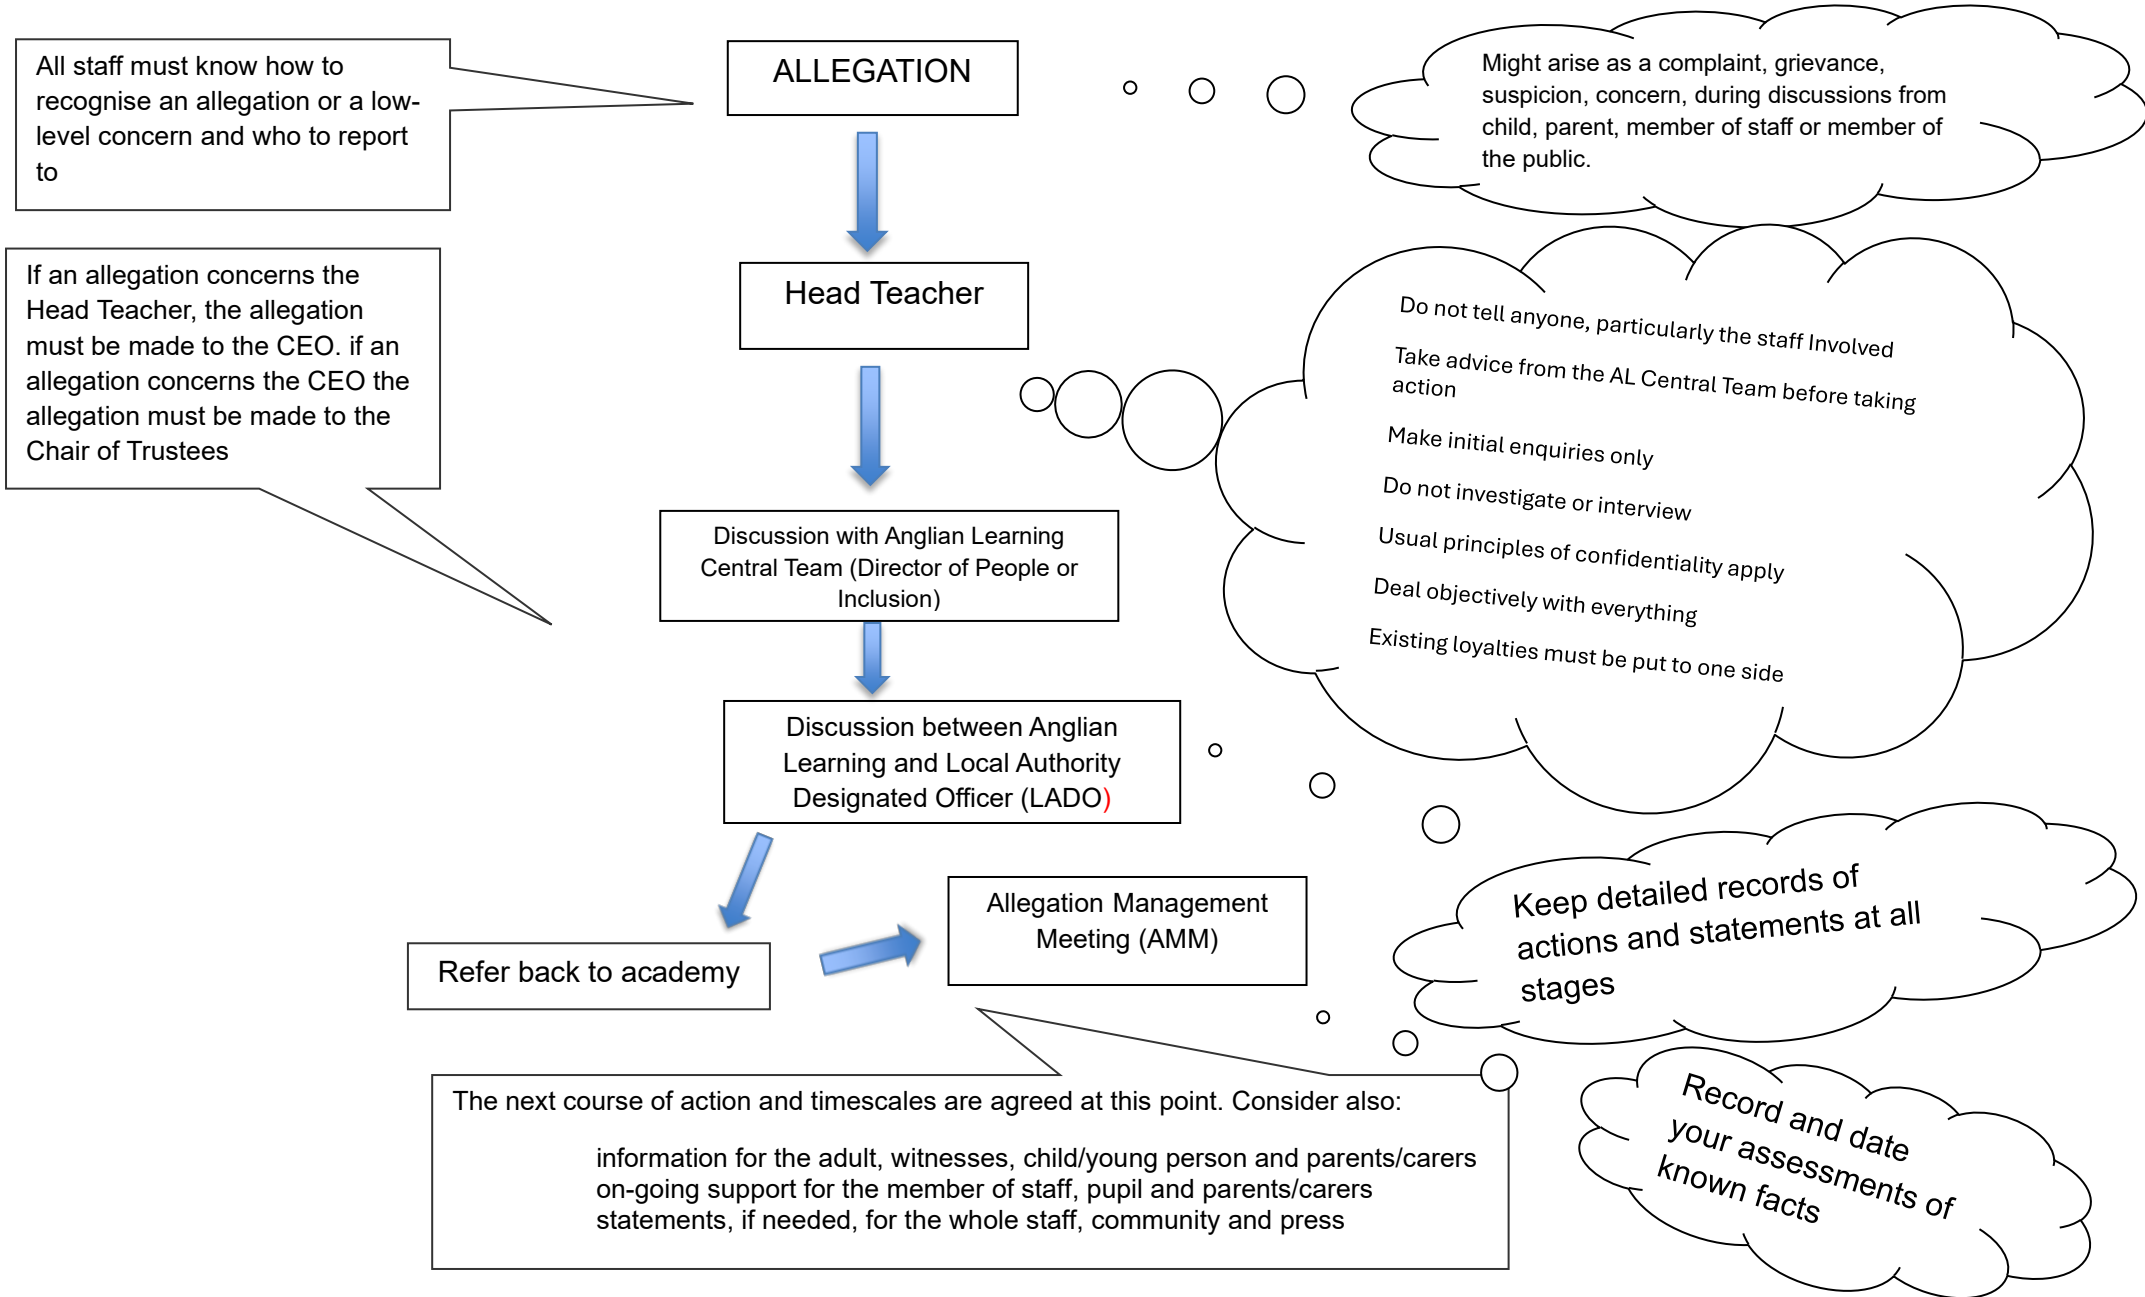 All staff must know how to
recognise an allegation or a low-
level concern and who to report
to
ALLEGATION
Might arise as a complaint, grievance,
suspicion, concern, during discussions from
child, parent, member of staff or member of
the public.
If an allegation concerns the
Head Teacher, the allegation
must be made to the CEO. if an
allegation concerns the CEO the
allegation must be made to the
Chair of Trustees
Head Teacher
Do not tell anyone, particularly the staff Involved
Take advice from the AL Central Team before taking
action
Make initial enquiries only
Do not investigate or interview
Usual principles of confidentiality apply
Deal objectively with everything
Existing loyalties must be put to one side
Discussion with Anglian Learning
Central Team (Director of People or
Inclusion)
Discussion between Anglian
Learning and Local Authority
Designated Officer (LADO)
Keep detailed records of
actions and statements at all
stages
Refer back to academy
Allegation Management
Meeting (AMM)
Record and date
your assessments of
known facts
The next course of action and timescales are agreed at this point. Consider also:
information for the adult, witnesses, child/young person and parents/carers
on-going support for the member of staff, pupil and parents/carers
statements, if needed, for the whole staff, community and press